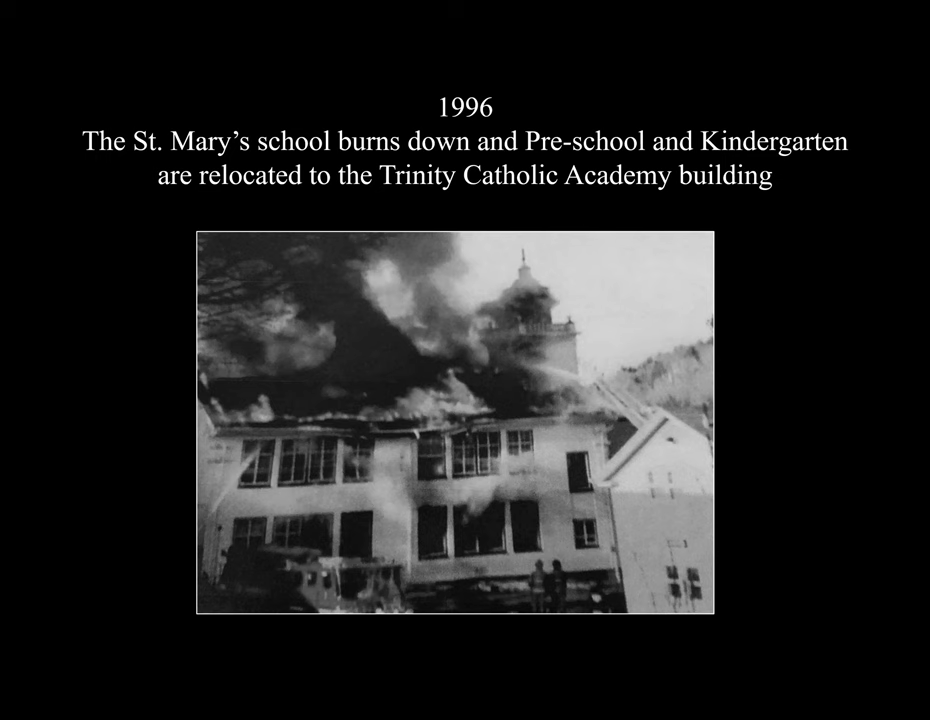 1996
The St. Mary’s school burns down and Pre-school and Kindergarten
are relocated to the Trinity Catholic Academy building